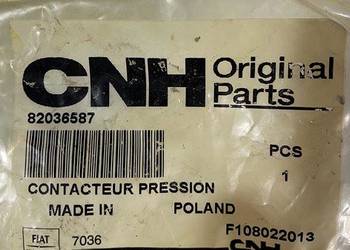 CNH Original
Parts
82036587
PCS
1
CONTACTEUR PRESSION
MADE IN POLAND
FIAT 7036 F108022013
CNH